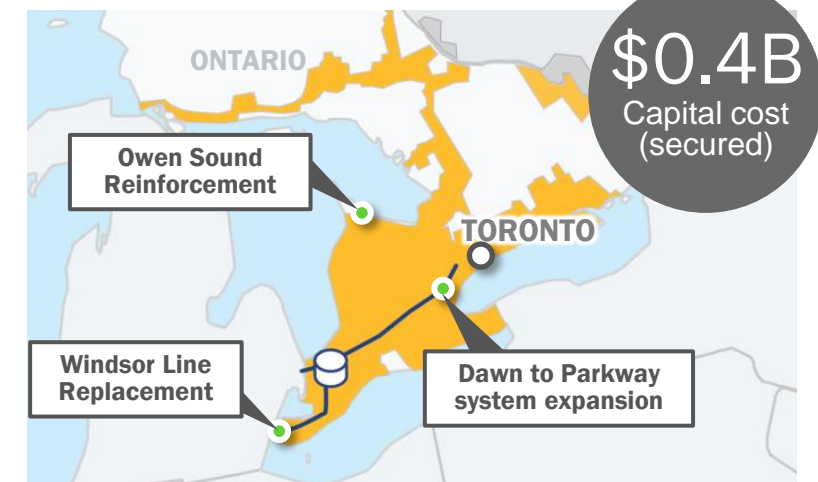 ONTARIO
$0.4B
Capital cost
(secured)
Owen Sound
Reinforcement
TORONTO
Windsor Line
Replacement
Dawn to Parkway
system expansion